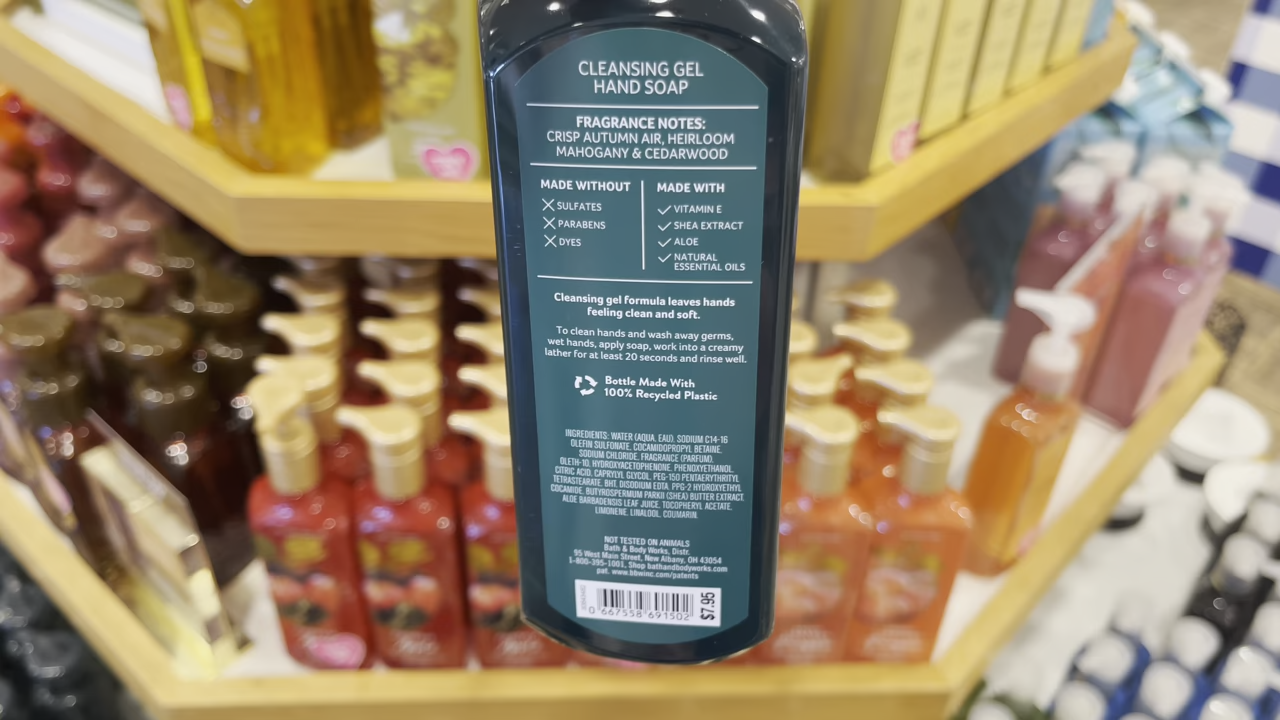 CLEANSING GEL
HAND SOAP
FRAGRANCE NOTES:
CRISP AUTUMN AIR, HEIRLOOM
MAHOGANY & CEDARWOOD
MADE WITHOUT
SULFATES
PARABENS
DYES
MADE WITH
VITAMIN E
SHEA EXTRACT
ALOE
NATURAL
ESSENTIAL OILS
Cleansing gel formula leaves hands
feeling clean and soft.
To clean hands and wash away germs,
wet hands, apply soap, work into a creamy
lather for at least 20 seconds and rinse well.
Bottle Made With
100% Recycled Plastic
INGREDIENTS: WATER (AQUA, EAU), SODIUM C14-16
OLEFIN SULFONATE, COCAMIDOPROPYL BETAINE,
SODIUM CHLORIDE, FRAGRANCE (PARFUM),
OLETH-10, HYDROXYACETOPHENONE, PHENOXYETHANOL,
CITRIC ACID, CAPRYLYL GLYCOL, PEG-150 PENTAERYTHRITYL
TETRASTEARATE, BHT, DISODIUM EDTA, PPG-2 HYDROXYETHYL
COCAMIDE, BUTYROSPERMUM PARKII (SHEA) BUTTER EXTRACT,
ALOE BARBADENSIS LEAF JUICE, TOCOPHERYL ACETATE,
LIMONENE, LINALOOL, COUMARIN.
NOT TESTED ON ANIMALS
Bath & Body Works, Distr.
95 West Main Street, New Albany, OH 43054
1-800-395-1001, Shop bathandbodyworks.com
pat. www.bbwinc.com/patents
0 667558 691502
$7.95